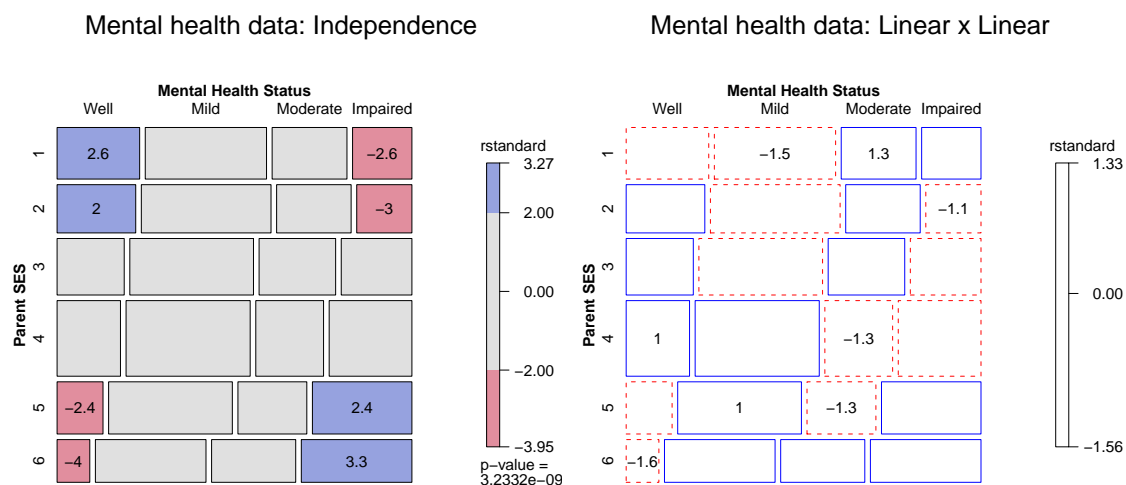 Mental health data: Independence
Mental Health Status
Well Mild Moderate Impaired
Parent SES
1 2.6 −2.6
2 2 −3
3
4
5 −2.4 2.4
6 −4 3.3
rstandard
3.27
2.00
0.00
−2.00
−3.95
p−value =
3.2332e−09
Mental health data: Linear x Linear
Mental Health Status
Well Mild Moderate Impaired
Parent SES
1 −1.5 1.3
2 −1.1
3
4 1 −1.3
5 1 −1.3
6 −1.6
rstandard
1.33
0.00
−1.56